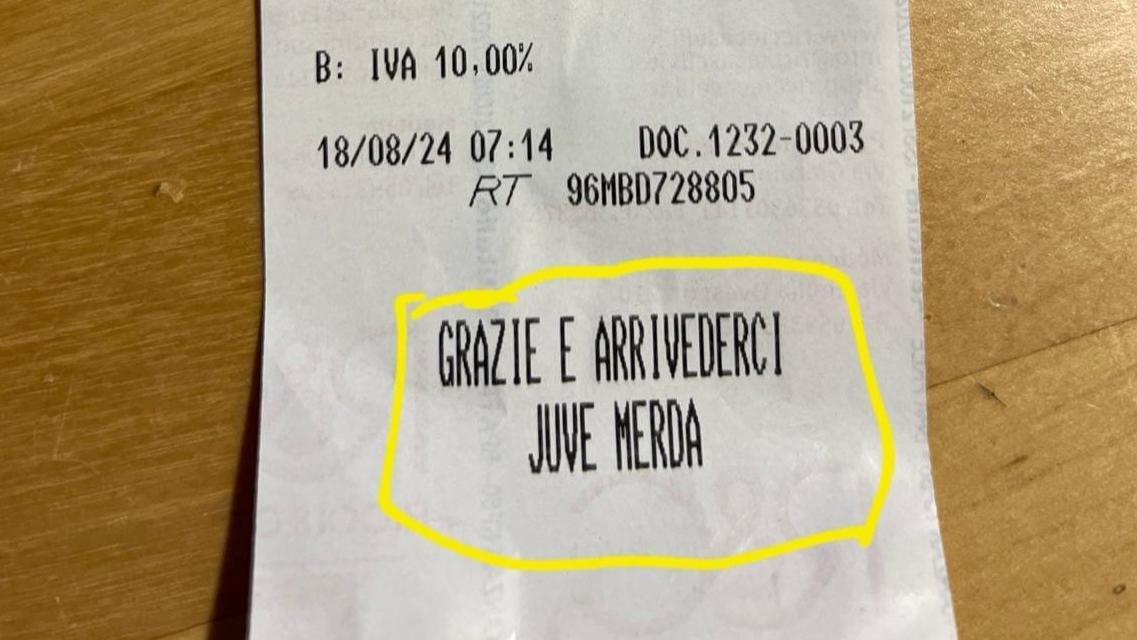 B: IVA 10,00%
18/08/24 07:14 DOC.1232-0003
RT 96MBD728805
GRAZIE E ARRIVEDERCI
JUVE MERDA